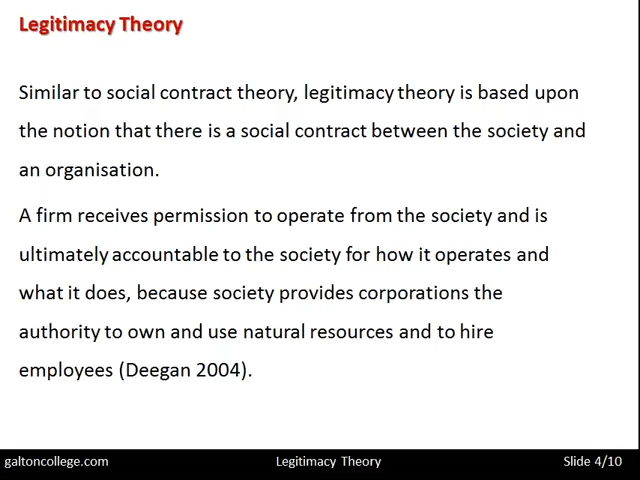 Legitimacy Theory
Similar to social contract theory, legitimacy theory is based upon
the notion that there is a social contract between the society and
an organisation.
A firm receives permission to operate from the society and is
ultimately accountable to the society for how it operates and
what it does, because society provides corporations the
authority to own and use natural resources and to hire
employees (Deegan 2004).
galtoncollege.com
Legitimacy Theory
Slide 4/10